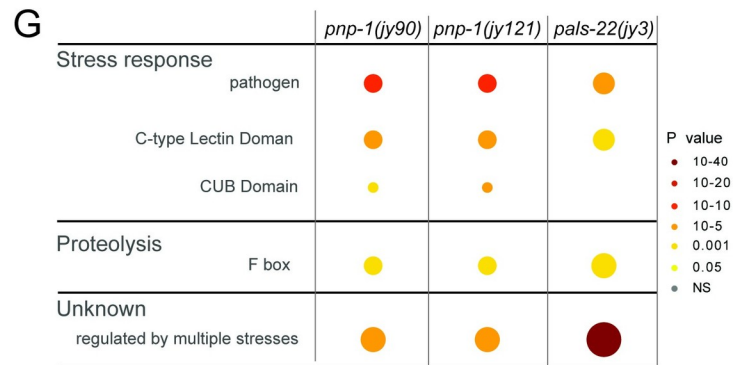 G
pnp-1(jy90) pnp-1(jy121) pals-22(jy3)
Stress response
pathogen
C-type Lectin Doman
CUB Domain
Proteolysis
F box
Unknown
regulated by multiple stresses
P value
10-40
10-20
10-10
10-5
0.001
0.05
NS